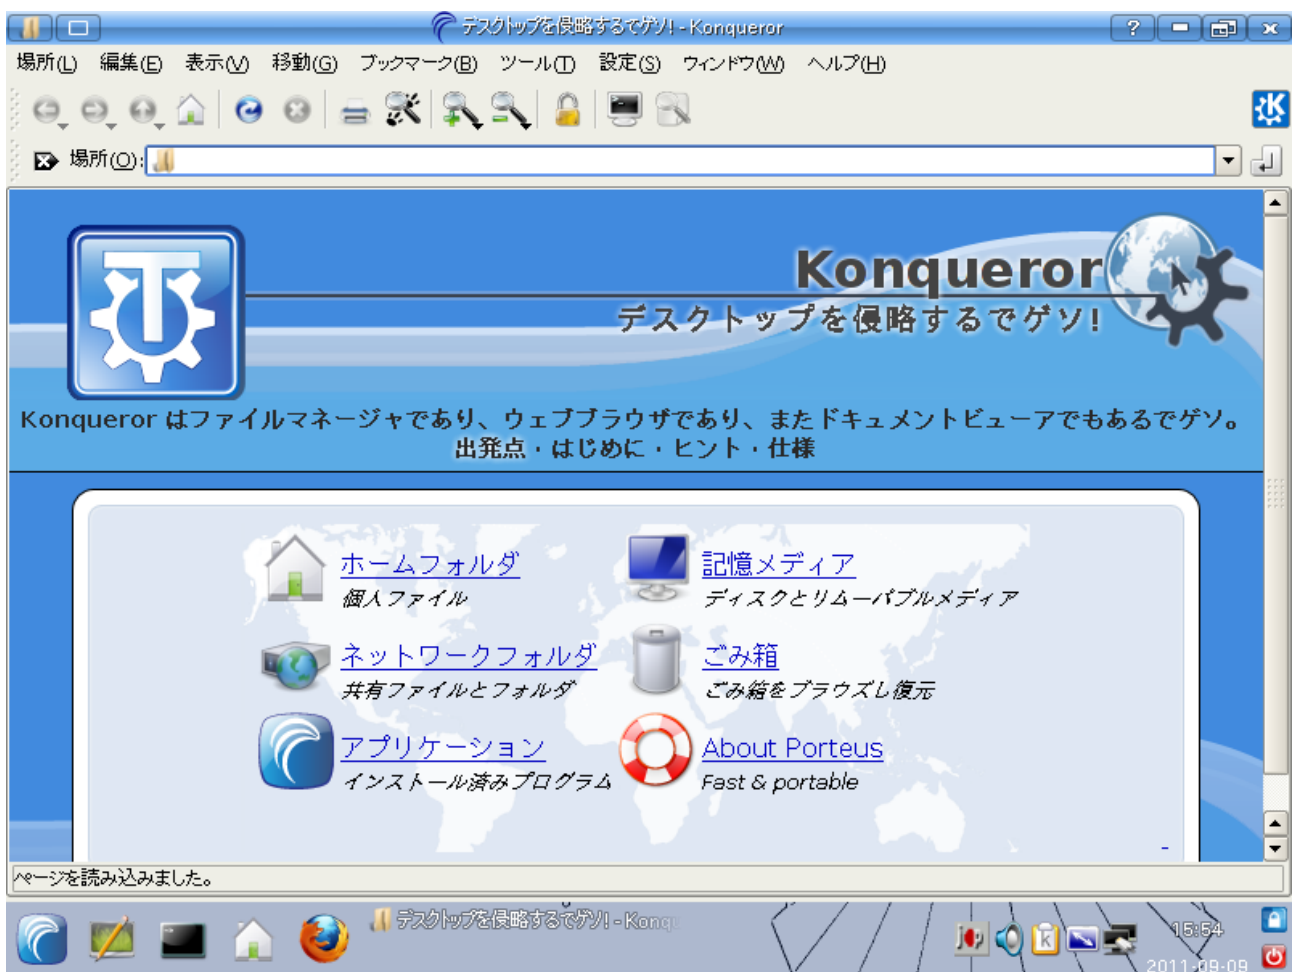 デスクトップを侵略するでゲソ! - Konqueror
場所(L) 編集(E) 表示(V) 移動(G) ブックマーク(B) ツール(T) 設定(S) ウィンドウ(W) ヘルプ(H)
場所(O):
Konqueror
デスクトップを侵略するでゲソ!
Konqueror はファイルマネージャであり、ウェブブラウザであり、またドキュメントビューアでもあるでゲソ。
出発点 · はじめに · ヒント · 仕様
ホームフォルダ
個人ファイル
記憶メディア
ディスクとリムーバブルメディア
ネットワークフォルダ
共有ファイルとフォルダ
ごみ箱
ごみ箱をブラウズし復元
アプリケーション
インストール済みプログラム
About Porteus
Fast & portable
ページを読み込みました。
デスクトップを侵略するでゲソ! - Konq
jp
15:54
2011-09-09